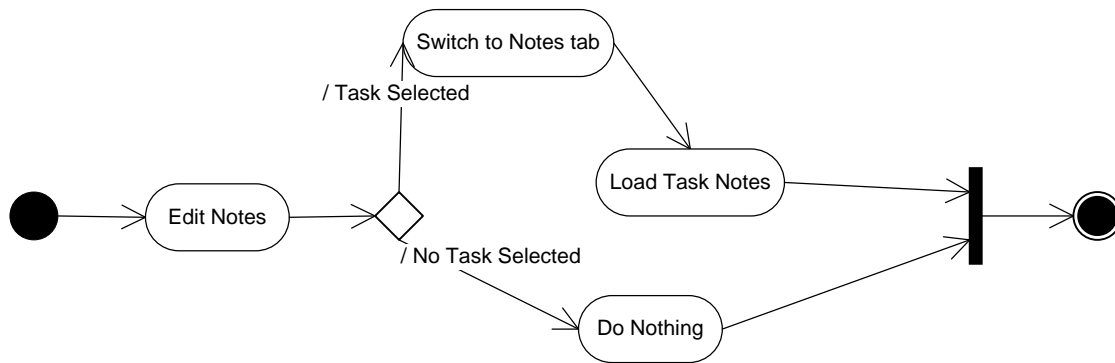 Switch to Notes tab
/ Task Selected
Load Task Notes
Edit Notes
/ No Task Selected
Do Nothing